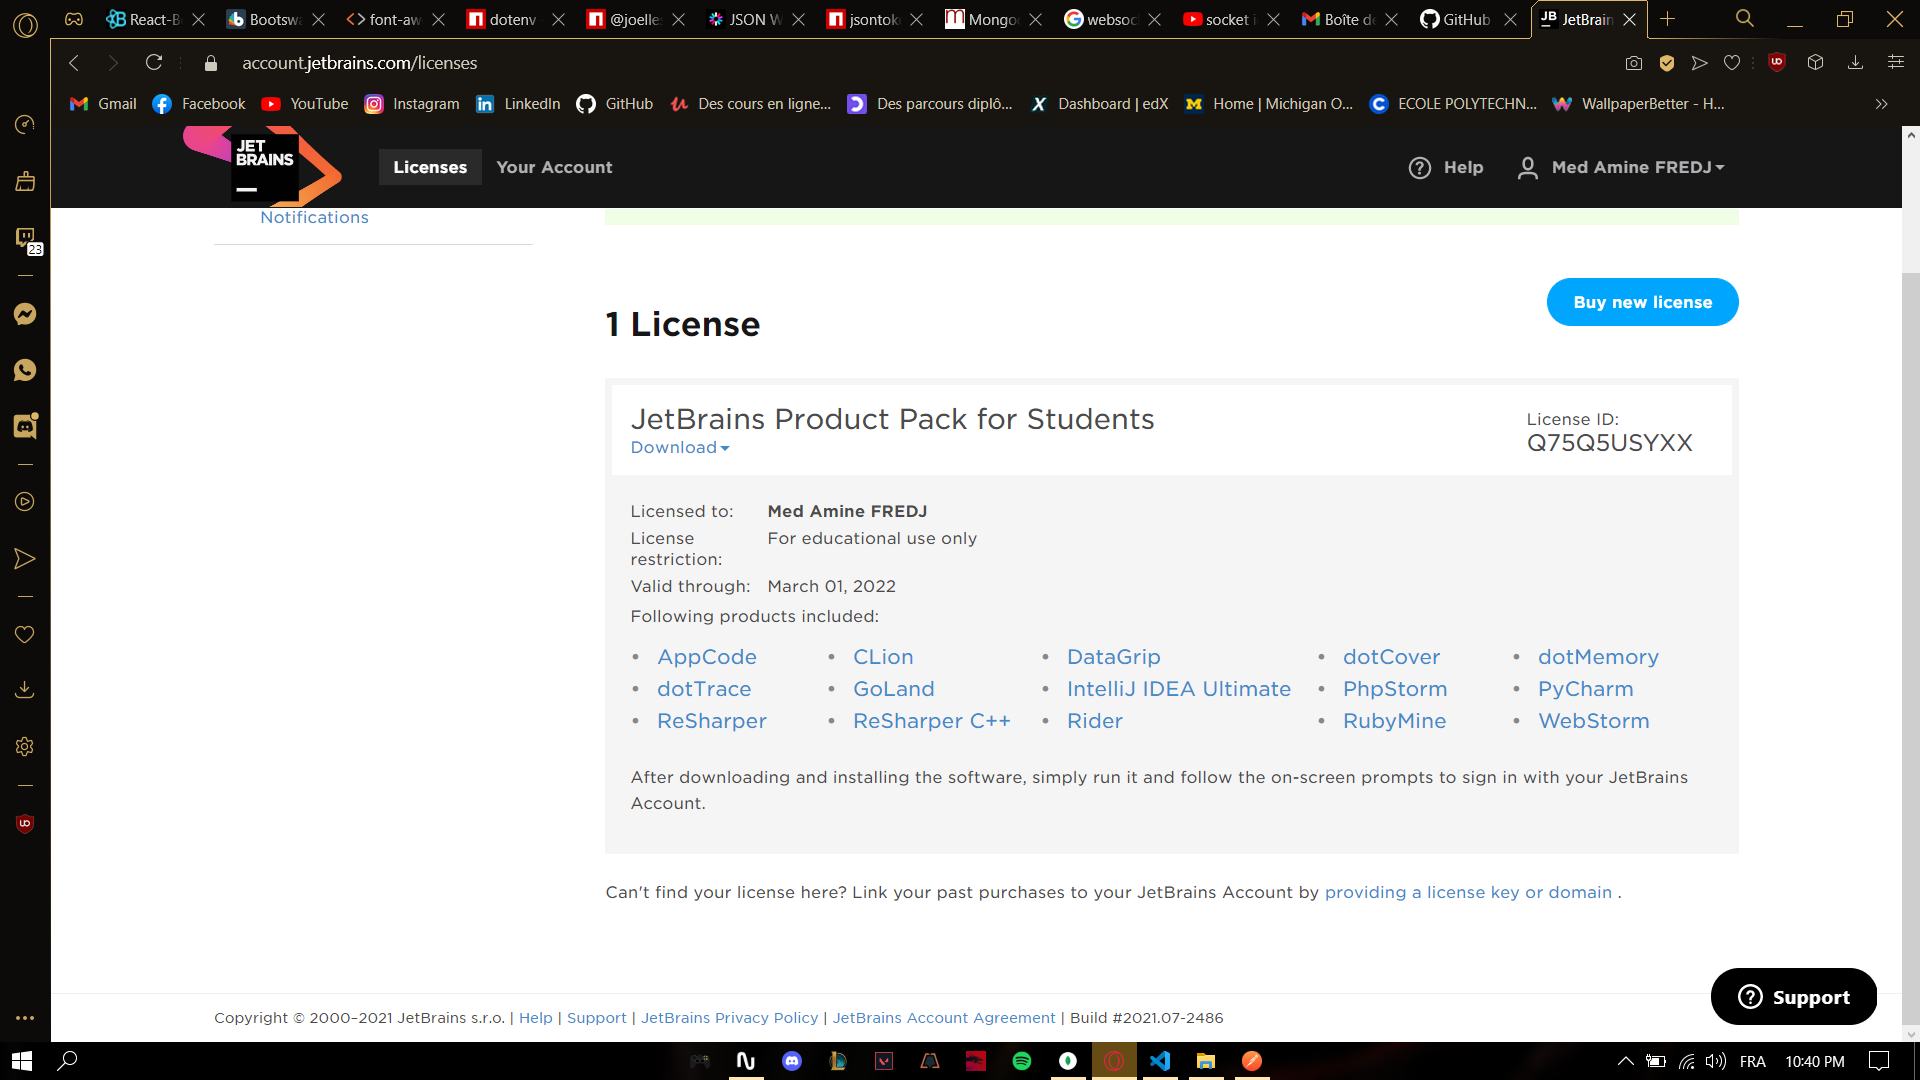 React-B
Bootswa
font-aw
dotenv
@joelle
JSON W
jsontok
Mongo
websoc
socket i
Boîte de
GitHub
JetBrain
account.jetbrains.com/licenses
Gmail
Facebook
YouTube
Instagram
LinkedIn
GitHub
Des cours en ligne...
Des parcours diplô...
Dashboard | edX
Home | Michigan O...
ECOLE POLYTECHN...
WallpaperBetter - H...
JET
BRAINS
Licenses
Your Account
Help
Med Amine FREDJ
23
Notifications
1 License
Buy new license
JetBrains Product Pack for Students
Download
License ID:
Q75Q5USYXX
Licensed to: Med Amine FREDJ
License restriction: For educational use only
Valid through: March 01, 2022
Following products included:
• AppCode • CLion • DataGrip • dotCover • dotMemory
• dotTrace • GoLand • IntelliJ IDEA Ultimate • PhpStorm • PyCharm
• ReSharper • ReSharper C++ • Rider • RubyMine • WebStorm
After downloading and installing the software, simply run it and follow the on-screen prompts to sign in with your JetBrains
Account.
Can't find your license here? Link your past purchases to your JetBrains Account by providing a license key or domain .
Support
Copyright © 2000–2021 JetBrains s.r.o. | Help | Support | JetBrains Privacy Policy | JetBrains Account Agreement | Build #2021.07-2486
FRA
10:40 PM